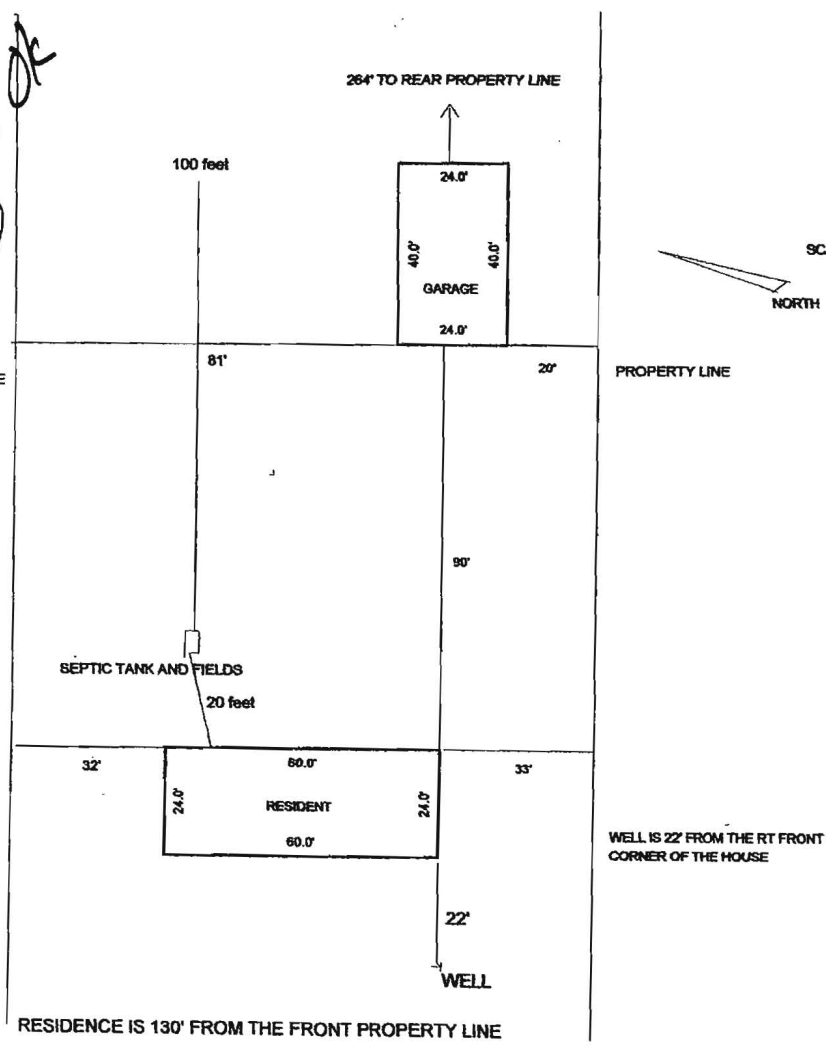 264' TO REAR PROPERTY LINE
100 feet
24.0'
40.0'
40.0'
GARAGE
24.0'
NORTH
81'
20'
PROPERTY LINE
90'
SEPTIC TANK AND FIELDS
20 feet
32'
60.0'
33'
24.0'
RESIDENT
24.0'
60.0'
WELL IS 22' FROM THE RT FRONT
CORNER OF THE HOUSE
22'
WELL
RESIDENCE IS 130' FROM THE FRONT PROPERTY LINE